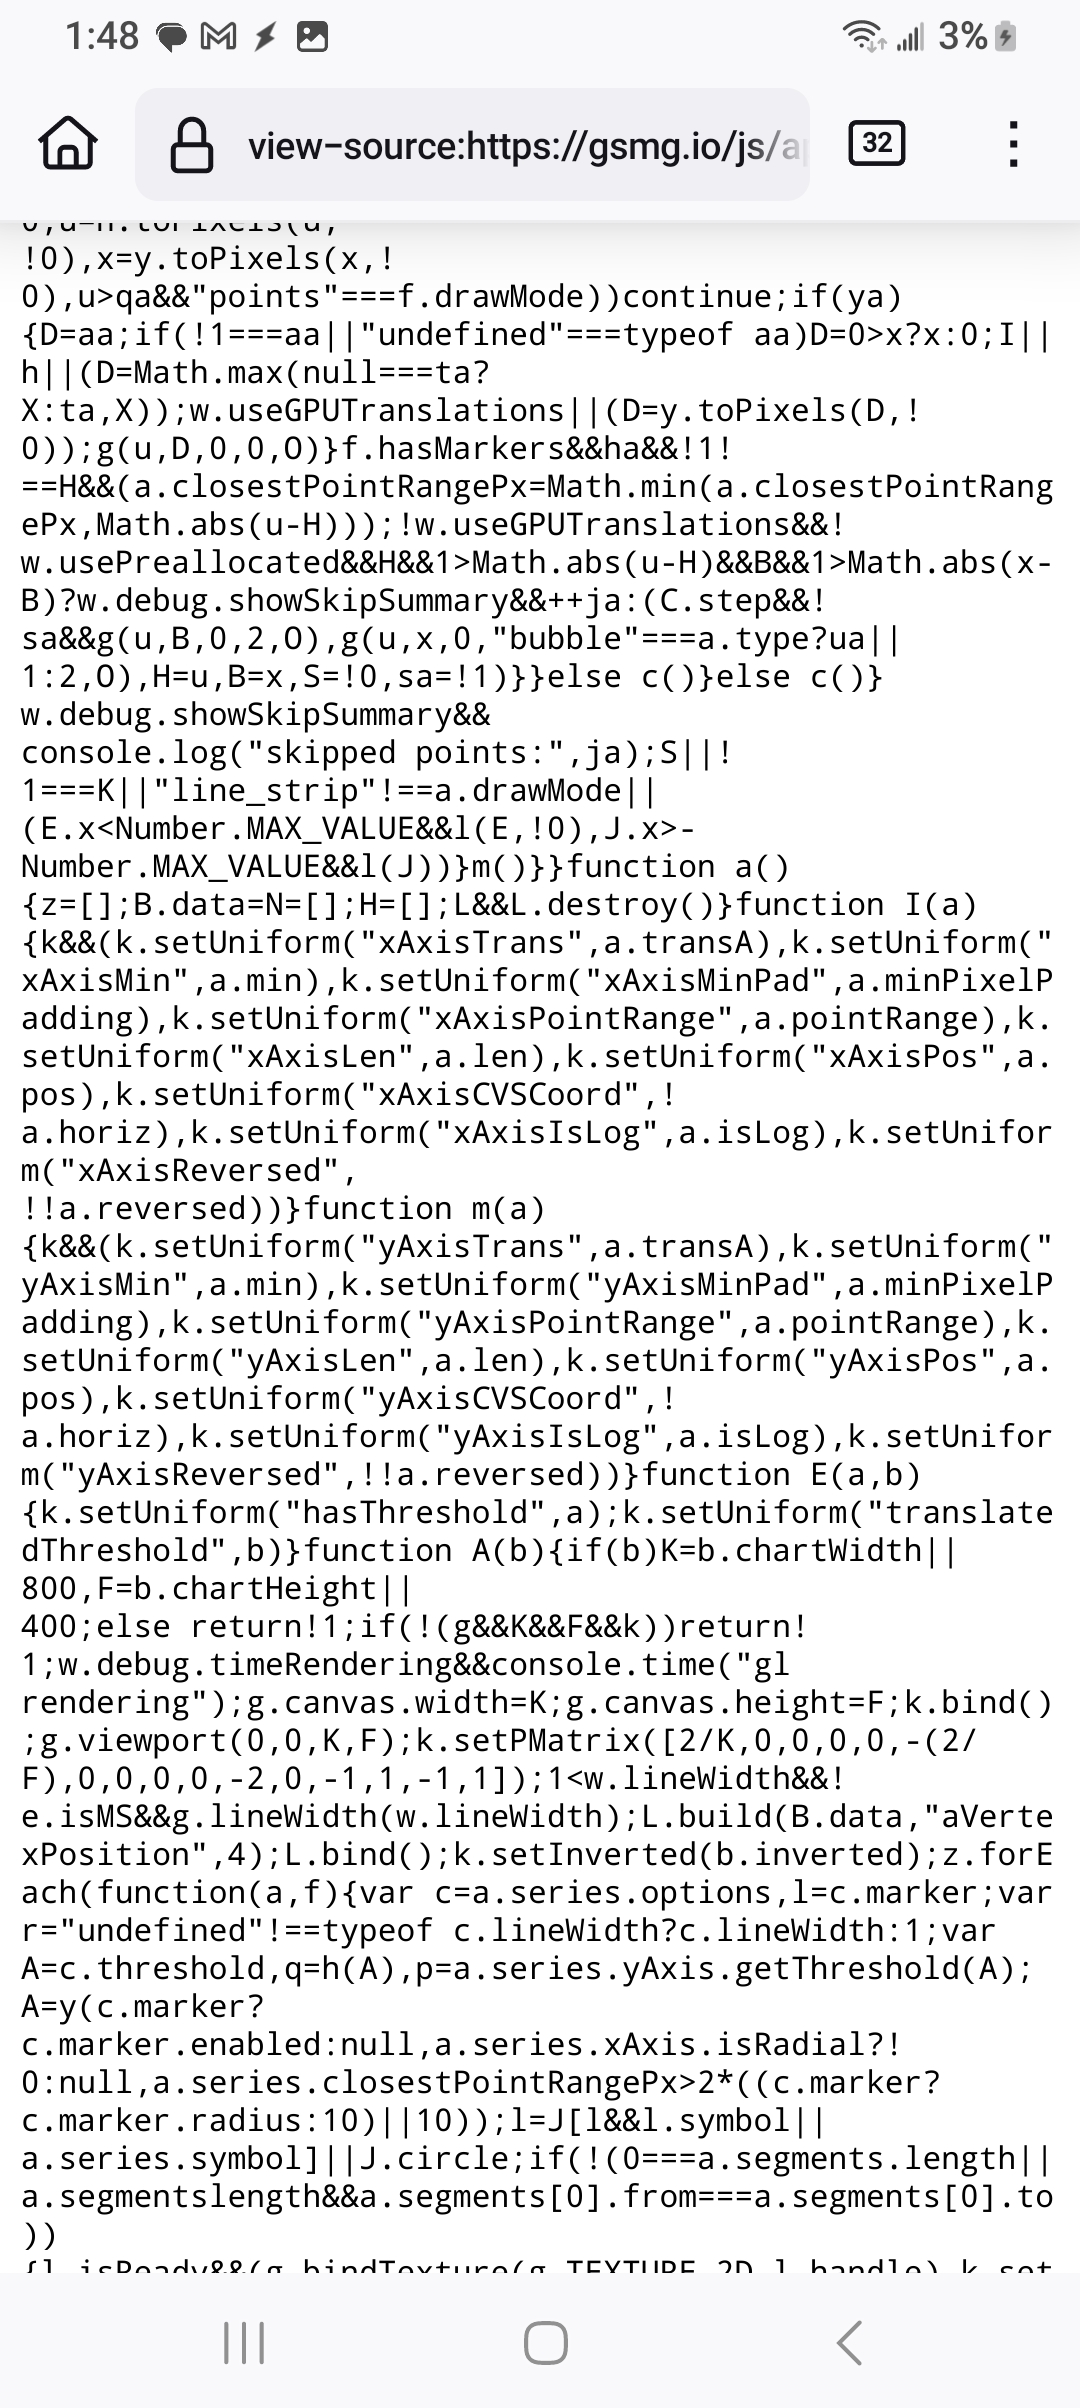 1:48
3%
view-source:https://gsmg.io/js/a
32
0,u=n.toPixels(u,
!0),x=y.toPixels(x,!
0),u>qa&&"points"===f.drawMode))continue;if(ya)
{D=aa;if(!1===aa||"undefined"===typeof aa)D=0>x?x:0;I||
h||(D=Math.max(null===ta?
X:ta,X));w.useGPUTranslations||(D=y.toPixels(D,!
0));g(u,D,0,0,O)}f.hasMarkers&&ha&&!1!
==H&&(a.closestPointRangePx=Math.min(a.closestPointRang
ePx,Math.abs(u-H)));!w.useGPUTranslations&&!
w.usePreallocated&&H&&1>Math.abs(u-H)&&B&&1>Math.abs(x-
B)?w.debug.showSkipSummary&&++ja:(C.step&&!
sa&&g(u,B,0,2,O),g(u,x,0,"bubble"===a.type?ua||
1:2,O),H=u,B=x,S=!0,sa=!1)}}else c()}else c()}
w.debug.showSkipSummary&&
console.log("skipped points:",ja);S||!
1===K||"line_strip"!==a.drawMode||
(E.x<Number.MAX_VALUE&&l(E,!0),J.x>-
Number.MAX_VALUE&&l(J))}m()}}function a()
{z=[];B.data=N=[];H=[];L&&L.destroy()}function I(a)
{k&&(k.setUniform("xAxisTrans",a.transA),k.setUniform("
xAxisMin",a.min),k.setUniform("xAxisMinPad",a.minPixelP
adding),k.setUniform("xAxisPointRange",a.pointRange),k.
setUniform("xAxisLen",a.len),k.setUniform("xAxisPos",a.
pos),k.setUniform("xAxisCVSCoord",!
a.horiz),k.setUniform("xAxisIsLog",a.isLog),k.setUnifor
m("xAxisReversed",
!!a.reversed))}function m(a)
{k&&(k.setUniform("yAxisTrans",a.transA),k.setUniform("
yAxisMin",a.min),k.setUniform("yAxisMinPad",a.minPixelP
adding),k.setUniform("yAxisPointRange",a.pointRange),k.
setUniform("yAxisLen",a.len),k.setUniform("yAxisPos",a.
pos),k.setUniform("yAxisCVSCoord",!
a.horiz),k.setUniform("yAxisIsLog",a.isLog),k.setUnifor
m("yAxisReversed",!!a.reversed))}function E(a,b)
{k.setUniform("hasThreshold",a);k.setUniform("translate
dThreshold",b)}function A(b){if(b)K=b.chartWidth||
800,F=b.chartHeight||
400;else return!1;if(!(g&&K&&F&&k))return!
1;w.debug.timeRendering&&console.time("gl
rendering");g.canvas.width=K;g.canvas.height=F;k.bind()
;g.viewport(0,0,K,F);k.setPMatrix([2/K,0,0,0,0,-(2/
F),0,0,0,0,-2,0,-1,1,-1,1]);1<w.lineWidth&&!
e.isMS&&g.lineWidth(w.lineWidth);L.build(B.data,"aVerte
xPosition",4);L.bind();k.setInverted(b.inverted);z.forE
ach(function(a,f){var c=a.series.options,l=c.marker;var
r="undefined"!==typeof c.lineWidth?c.lineWidth:1;var
A=c.threshold,q=h(A),p=a.series.yAxis.getThreshold(A);
A=y(c.marker?
c.marker.enabled:null,a.series.xAxis.isRadial?!
0:null,a.series.closestPointRangePx>2*((c.marker?
c.marker.radius:10)||10));l=J[l&&l.symbol||
a.series.symbol]||J.circle;if(!(0===a.segments.length||
a.segmentslength&&a.segments[0].from===a.segments[0].to
))
{l.isReady&&(g.bindTexture(g.TEXTURE_2D,l.handle),k.set